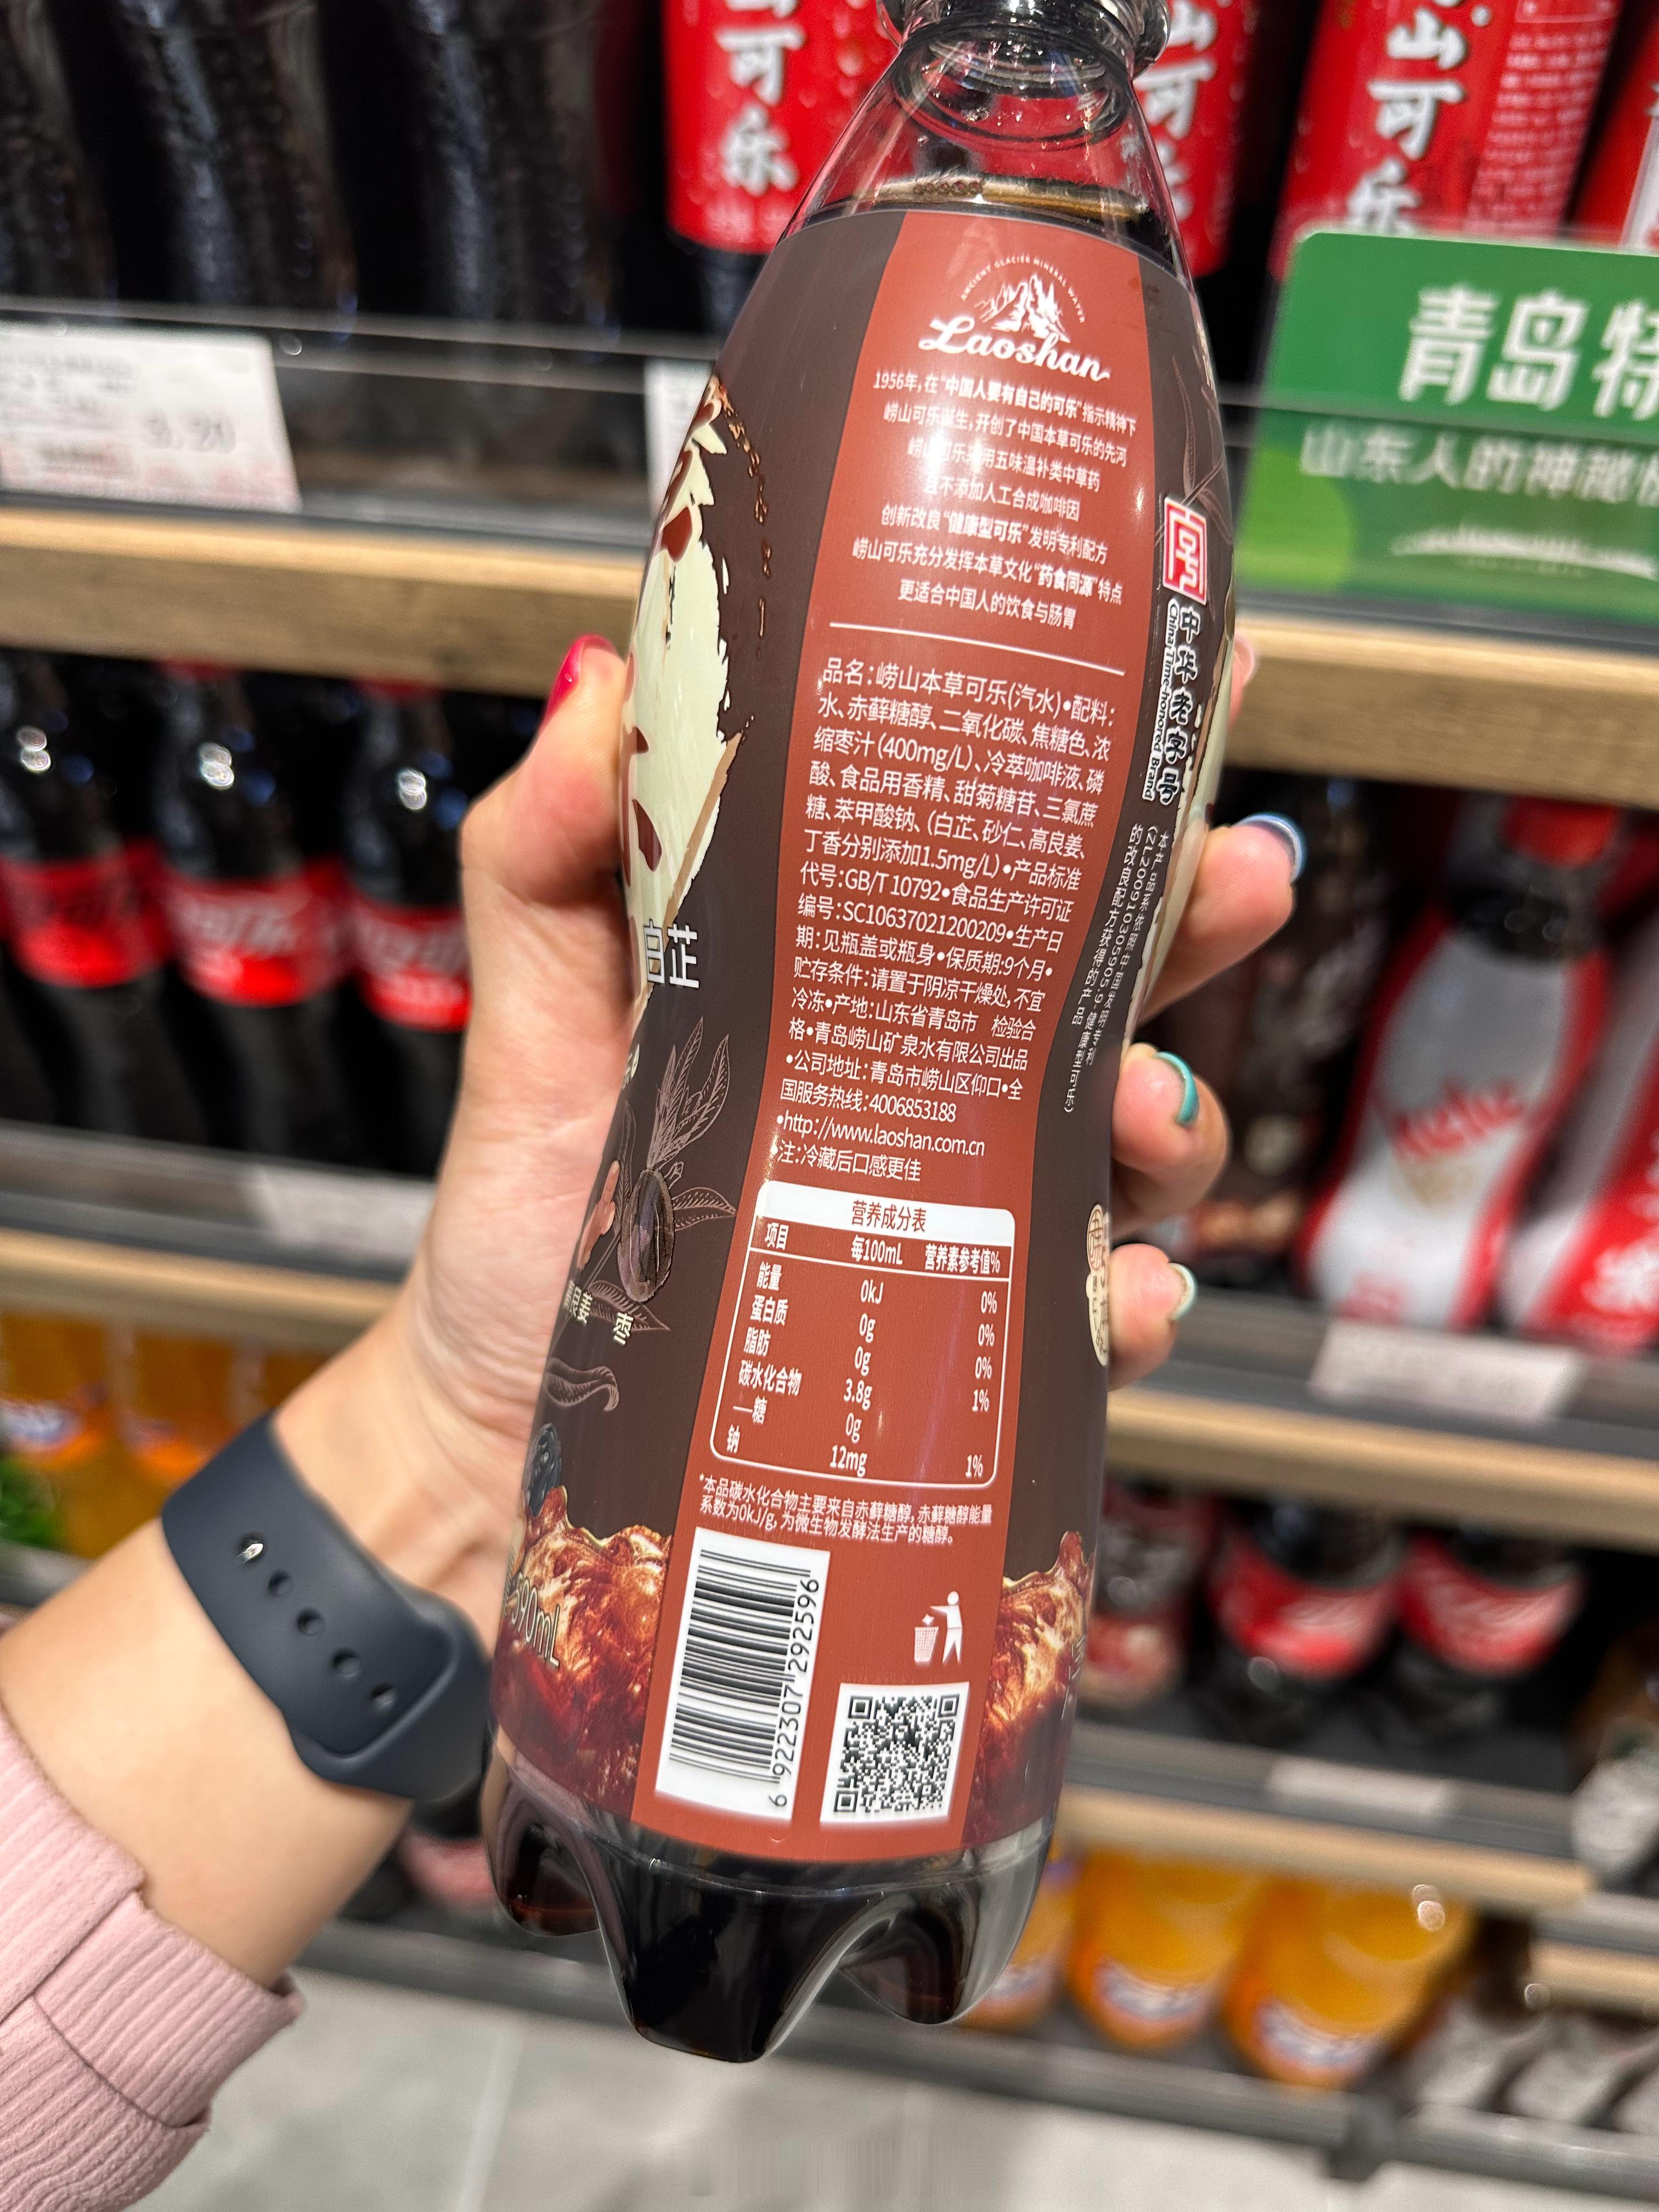 山可乐
山可乐
山可乐
青岛特
山东人的神秘
9.20
ANCIENT GLACIER MINERAL WATER
Laoshan
1956年,在“中国人要有自己的可乐”指示精神下
崂山可乐诞生,开创了中国本草可乐的先河
崂山可乐采用五味温补类中草药
且不添加人工合成咖啡因
创新改良“健康型可乐”发明专利配方
崂山可乐充分发挥本草文化“药食同源”特点
更适合中国人的饮食与肠胃
中华老字号
China Time-honored Brand
品名:崂山本草可乐(汽水)•配料:
水、赤藓糖醇、二氧化碳、焦糖色、浓
缩枣汁(400mg/L)、冷萃咖啡液、磷
酸、食品用香精、甜菊糖苷、三氯蔗
糖、苯甲酸钠、(白芷、砂仁、高良姜、
丁香分别添加1.5mg/L)•产品标准
代号:GB/T 10792•食品生产许可证
编号:SC10637021200209•生产日
期:见瓶盖或瓶身•保质期:9个月•
贮存条件:请置于阴凉干燥处,不宜
冷冻•产地:山东省青岛市 检验合
格•青岛崂山矿泉水有限公司出品
•公司地址:青岛市崂山区仰口•全
国服务热线:4006853188
•http://www.laoshan.com.cn
•注:冷藏后口感更佳
白芷
良姜
枣
营养成分表
项目 每100mL 营养素参考值%
能量 0kJ 0%
蛋白质 0g 0%
脂肪 0g 0%
碳水化合物 3.8g 1%
—糖 0g
钠 12mg 1%
*本品碳水化合物主要来自赤藓糖醇,赤藓糖醇能量
系数为0kJ/g,为微生物发酵法生产的糖醇。
590mL
6 922307 292596